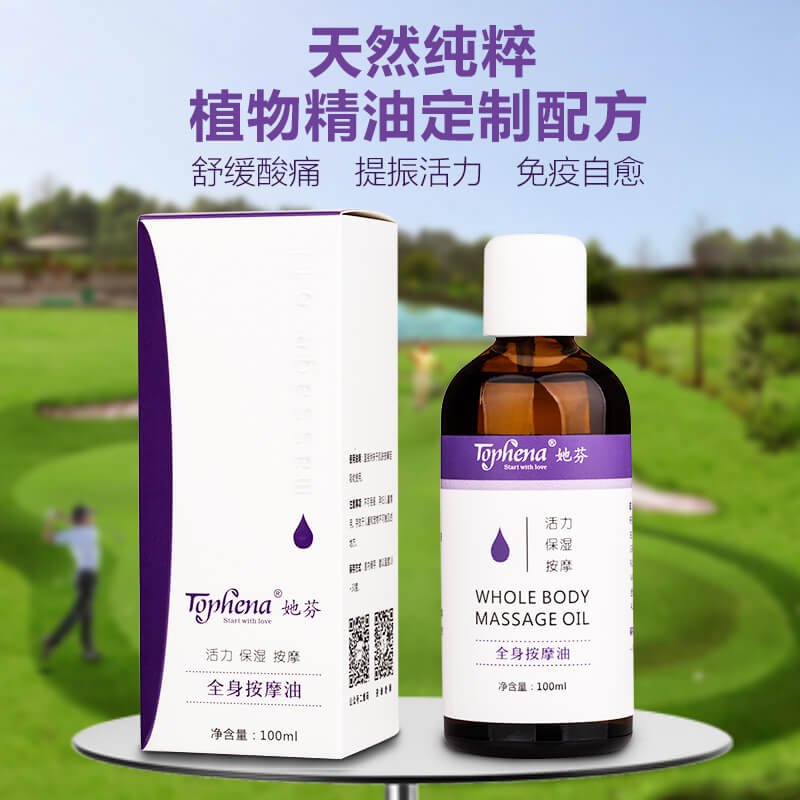 天然纯粹
植物精油定制配方
舒缓酸痛 提振活力 免疫自愈
Tophena® 她芬
Start with love
活力 保湿 按摩
全身按摩油
净含量：100ml
Tophena® 她芬
Start with love
活力
保湿
按摩
WHOLE BODY
MASSAGE OIL
全身按摩油
净含量：100ml